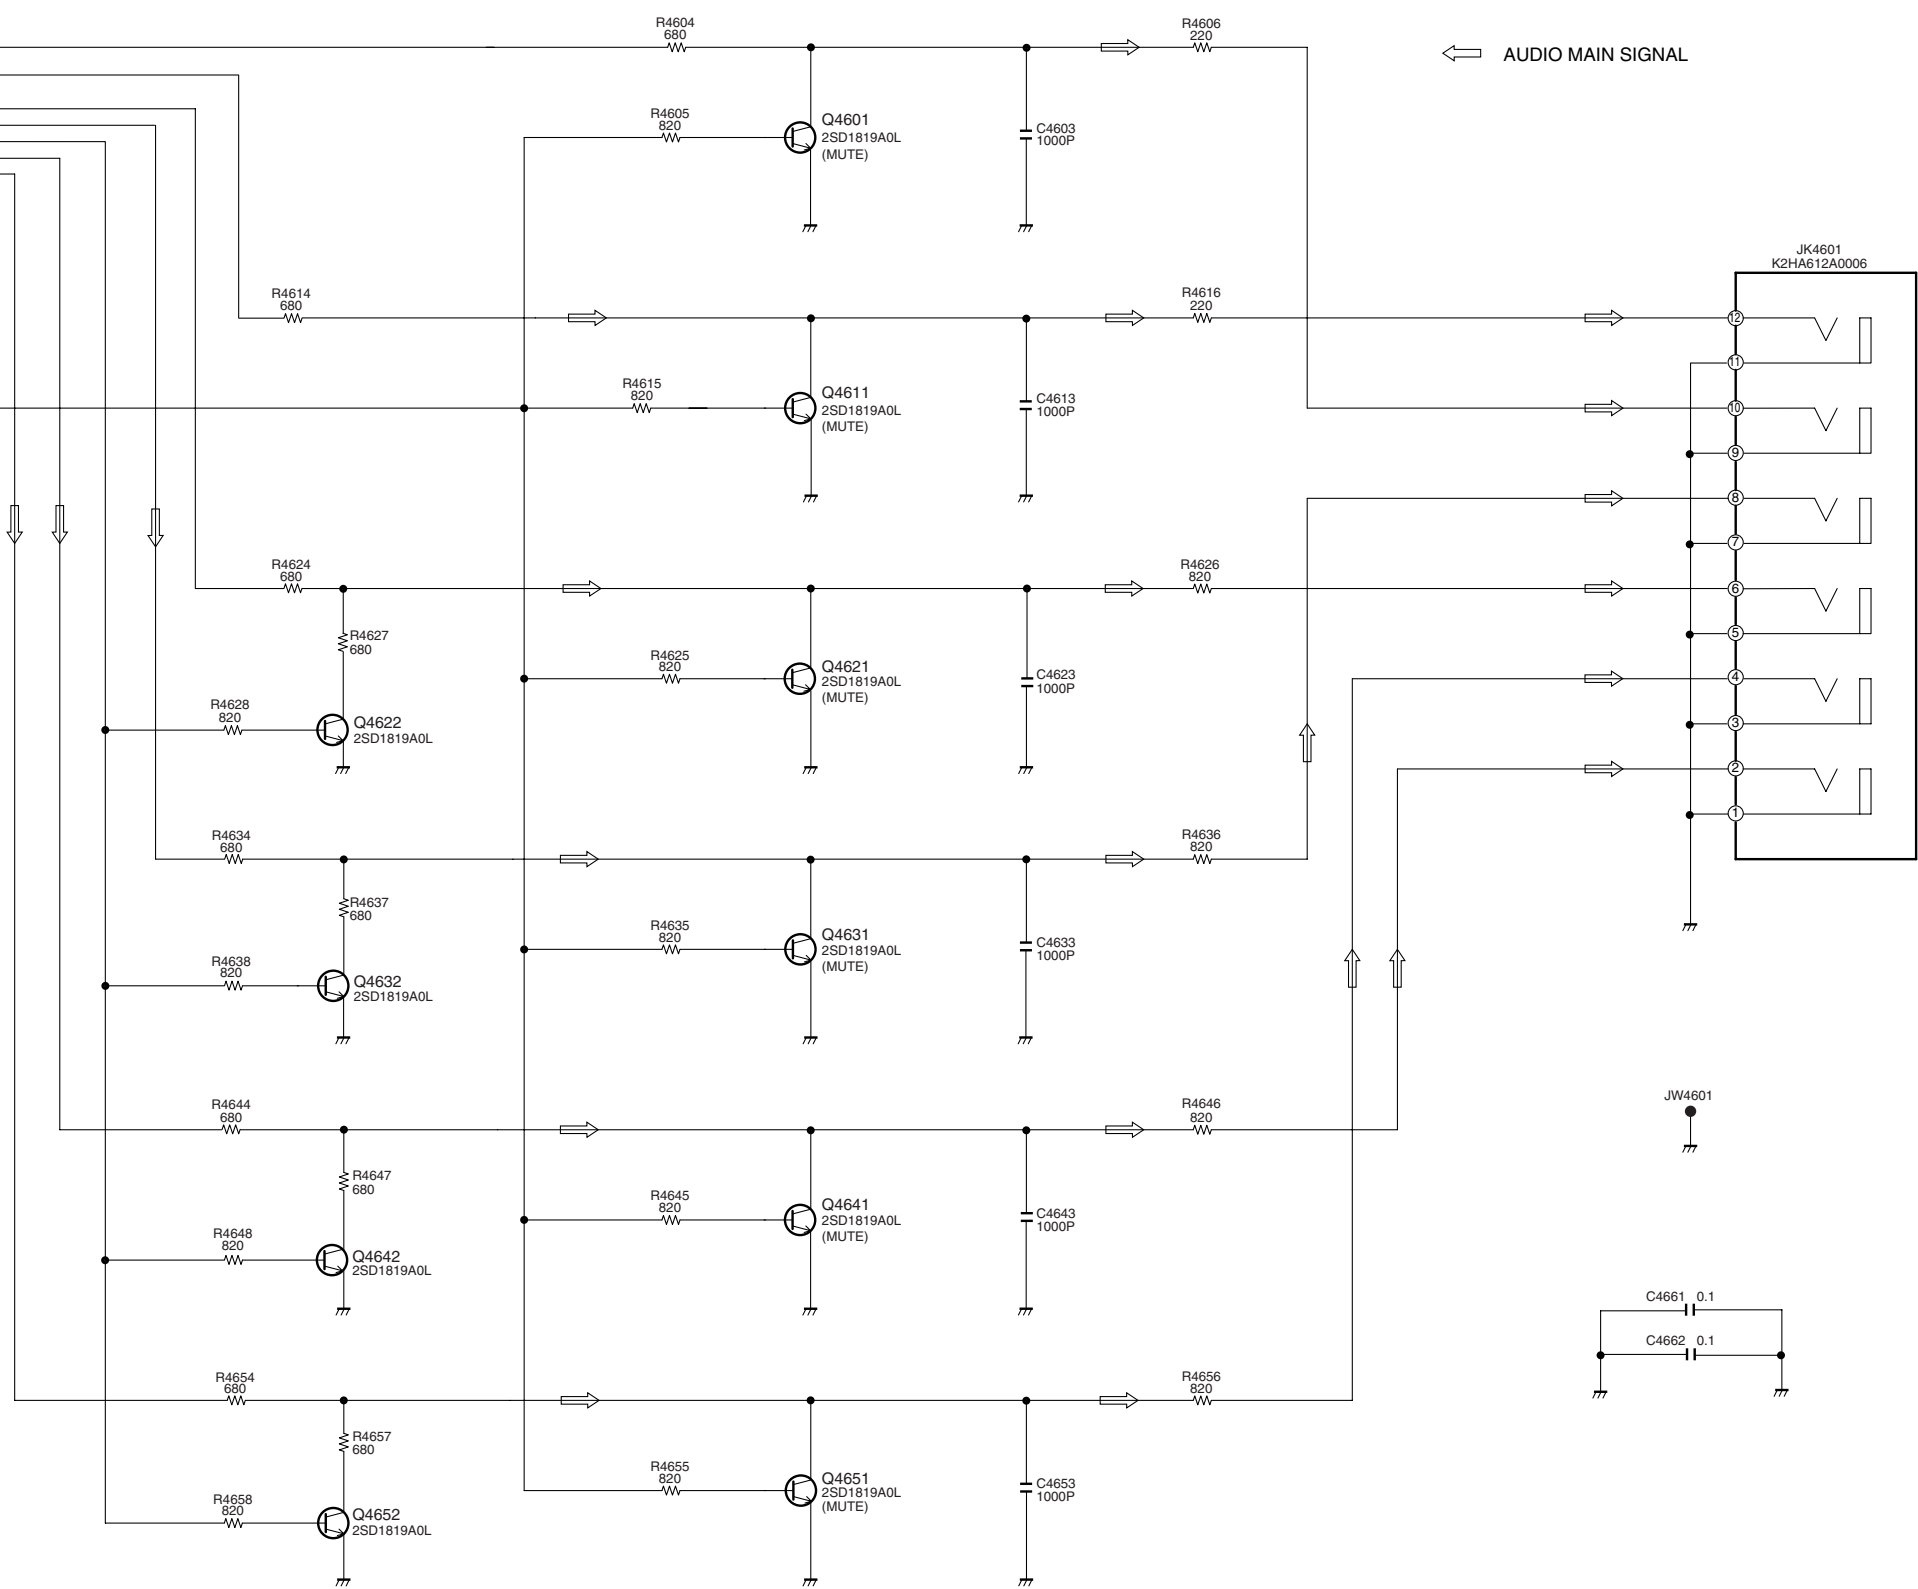 R4604
680
R4606
220
AUDIO MAIN SIGNAL
R4605
820
Q4601
2SD1819A0L
(MUTE)
C4603
1000P
JK4601
K2HA612A0006
R4614
680
R4616
220
12
11
R4615
820
Q4611
2SD1819A0L
(MUTE)
C4613
1000P
10
9
8
7
R4624
680
R4626
820
6
R4627
680
R4625
820
Q4621
2SD1819A0L
(MUTE)
C4623
1000P
5
4
R4628
820
Q4622
2SD1819A0L
3
2
1
R4634
680
R4636
820
R4637
680
R4635
820
Q4631
2SD1819A0L
(MUTE)
C4633
1000P
R4638
820
Q4632
2SD1819A0L
R4644
680
R4646
820
JW4601
R4647
680
R4645
820
Q4641
2SD1819A0L
(MUTE)
C4643
1000P
R4648
820
Q4642
2SD1819A0L
C4661 0.1
C4662 0.1
R4654
680
R4656
820
R4657
680
R4655
820
Q4651
2SD1819A0L
(MUTE)
C4653
1000P
R4658
820
Q4652
2SD1819A0L